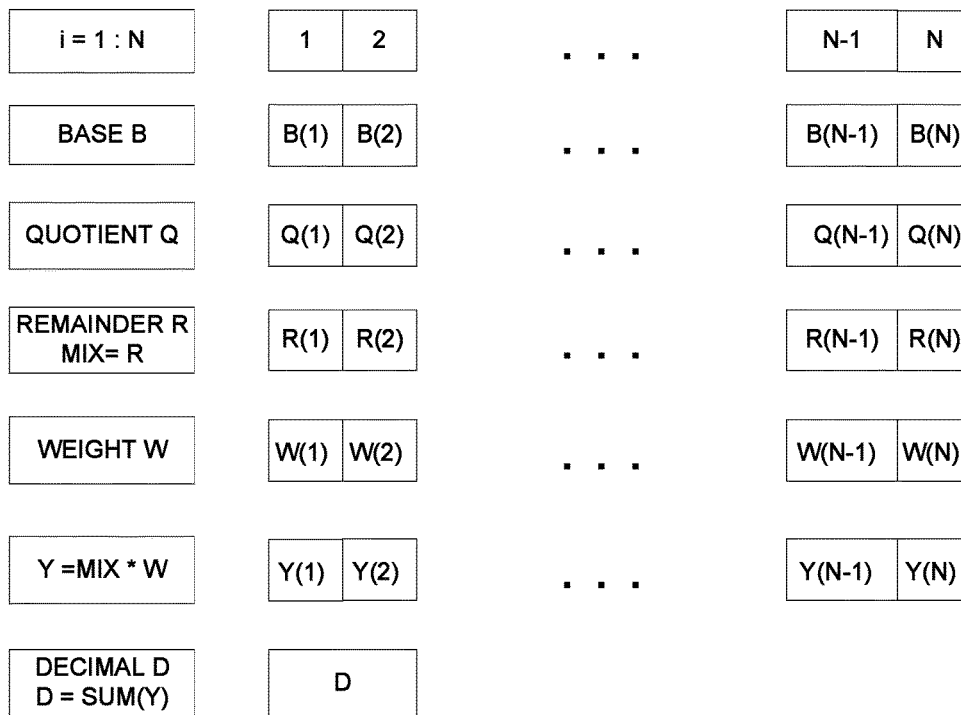 i = 1 : N 1 2 . . . N-1 N
BASE B B(1) B(2) . . . B(N-1) B(N)
QUOTIENT Q Q(1) Q(2) . . . Q(N-1) Q(N)
REMAINDER R
MIX= R R(1) R(2) . . . R(N-1) R(N)
WEIGHT W W(1) W(2) . . . W(N-1) W(N)
Y =MIX * W Y(1) Y(2) . . . Y(N-1) Y(N)
DECIMAL D
D = SUM(Y) D